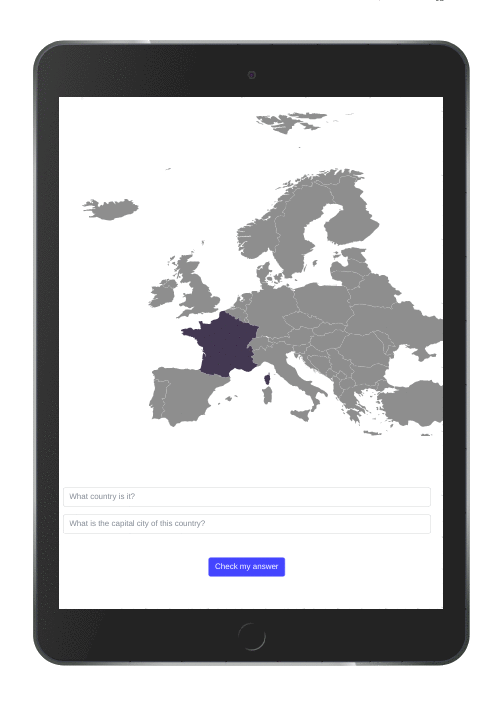 What country is it?
What is the capital city of this country?
Check my answer